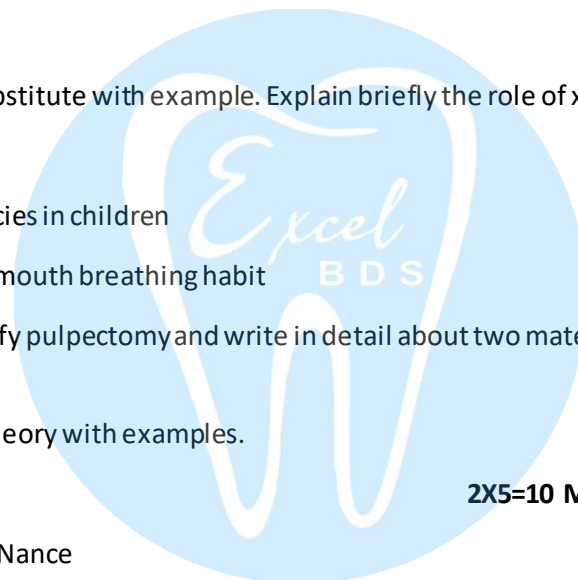 bstitute with example. Explain briefly the role of x
cies in children
Excel
mouth breathing habit
BDS
fy pulpectomy and write in detail about two mate
eory with examples.
2X5=10 M
Nance